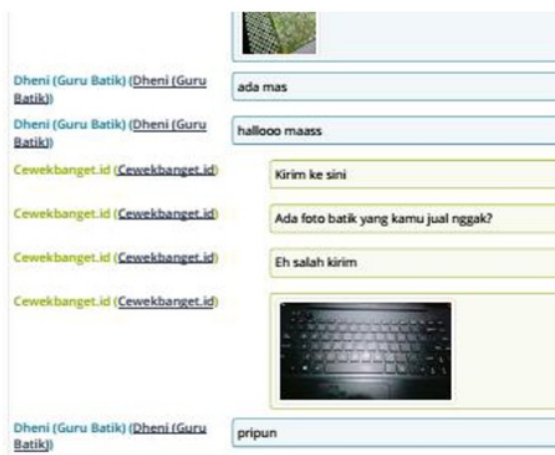 Dheni (Guru Batik) (Dheni (Guru
Batik))
ada mas
Dheni (Guru Batik) (Dheni (Guru
Batik))
hallooo maass
Cewekbanget.id (Cewekbanget.id)
Kirim ke sini
Cewekbanget.id (Cewekbanget.id)
Ada foto batik yang kamu jual nggak?
Cewekbanget.id (Cewekbanget.id)
Eh salah kirim
Cewekbanget.id (Cewekbanget.id)
Dheni (Guru Batik) (Dheni (Guru
Batik))
pripun